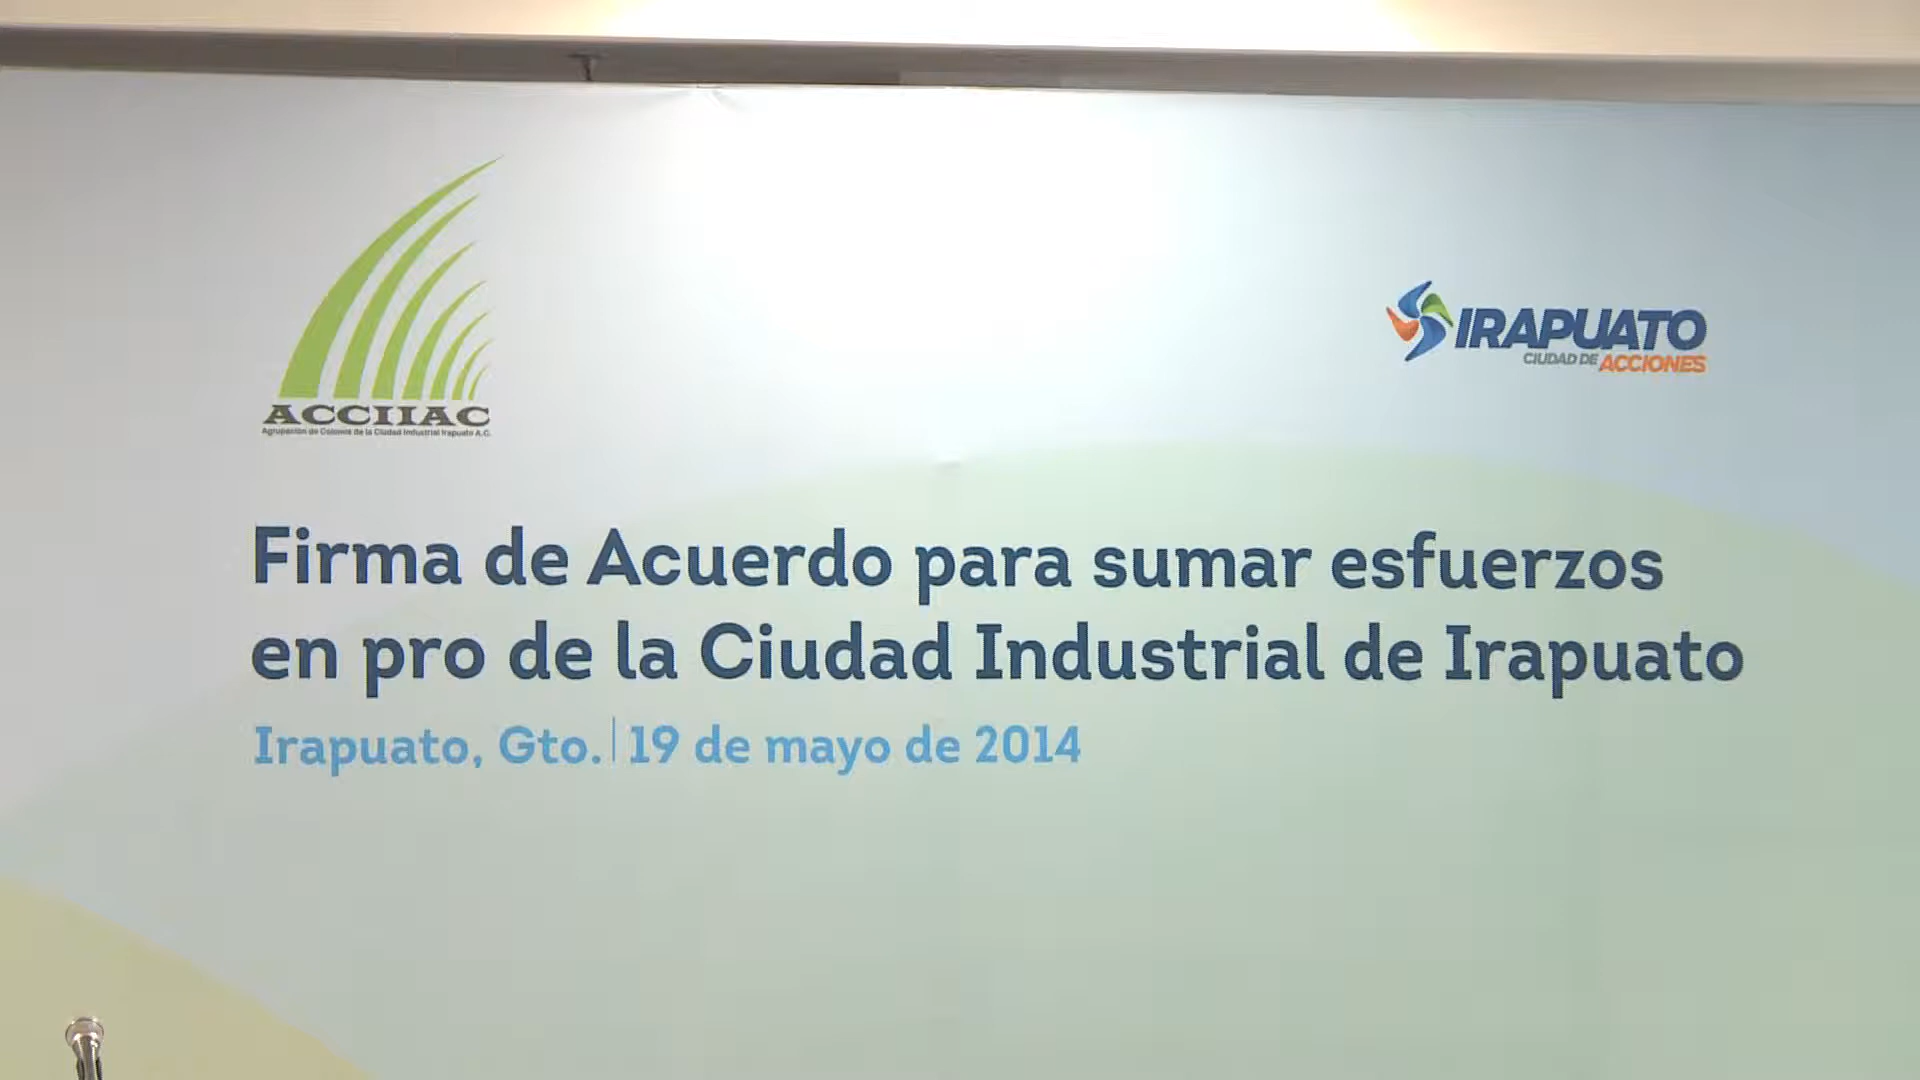 ACCIIAC
Agrupación de Colonos de la Ciudad Industrial Irapuato A.C.
IRAPUATO
CIUDAD DE ACCIONES
Firma de Acuerdo para sumar esfuerzos
en pro de la Ciudad Industrial de Irapuato
Irapuato, Gto. | 19 de mayo de 2014